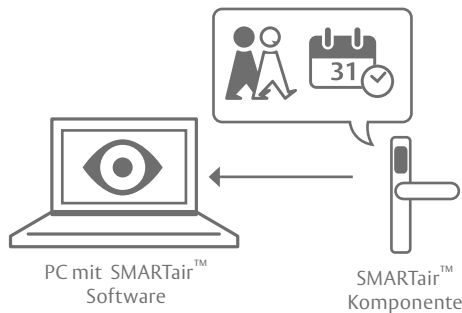 31
PC mit SMARTair™
Software
SMARTair™
Komponente